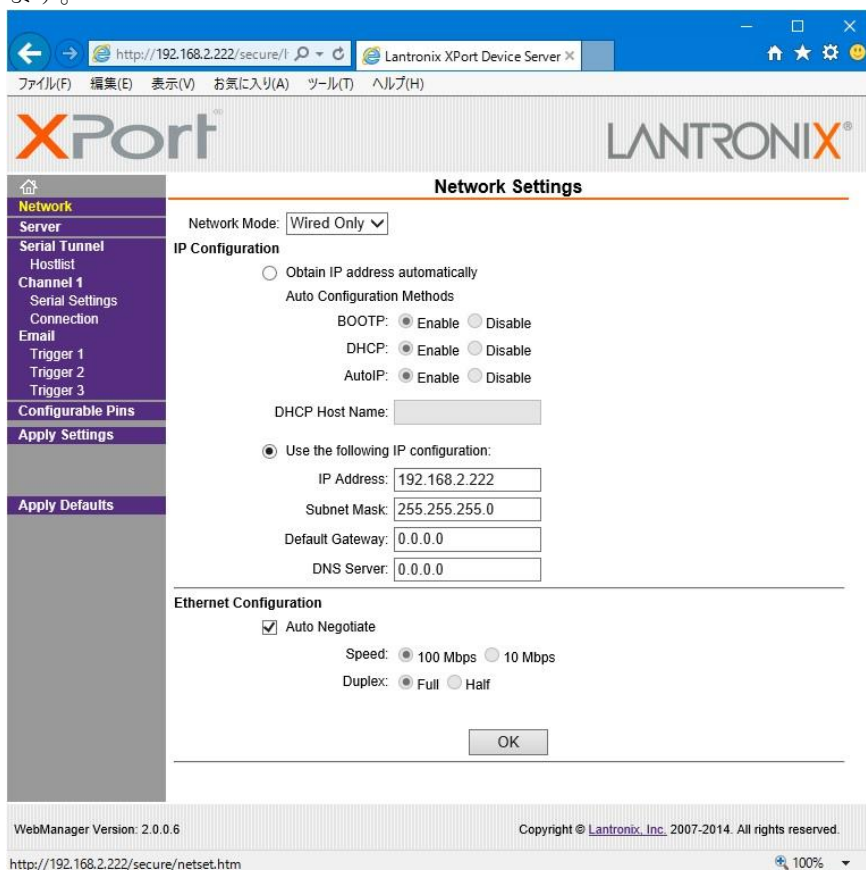 ます。
http://192.168.2.222/secure/
Lantronix XPort Device Server
ファイル(F) 編集(E) 表示(V) お気に入り(A) ツール(T) ヘルプ(H)
XPort®
LANTRONIX®
Network Settings
Network
Server
Serial Tunnel
Hostlist
Channel 1
Serial Settings
Connection
Email
Trigger 1
Trigger 2
Trigger 3
Configurable Pins
Apply Settings
Apply Defaults
Network Mode: Wired Only
IP Configuration
Obtain IP address automatically
Auto Configuration Methods
BOOTP: Enable Disable
DHCP: Enable Disable
AutoIP: Enable Disable
DHCP Host Name:
Use the following IP configuration:
IP Address: 192.168.2.222
Subnet Mask: 255.255.255.0
Default Gateway: 0.0.0.0
DNS Server: 0.0.0.0
Ethernet Configuration
Auto Negotiate
Speed: 100 Mbps 10 Mbps
Duplex: Full Half
OK
WebManager Version: 2.0.0.6
Copyright © Lantronix, Inc. 2007-2014. All rights reserved.
http://192.168.2.222/secure/netset.htm
100%